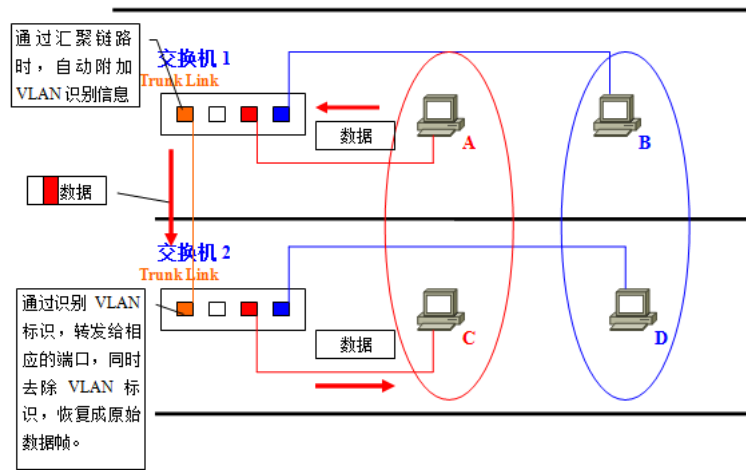 通过汇聚链路
时，自动附加
VLAN 识别信息
交换机 1
Trunk Link
数据
A
B
数据
交换机 2
Trunk Link
通过识别 VLAN
标识，转发给相
应的端口，同时
去除 VLAN 标
识，恢复成原始
数据帧。
数据
C
D